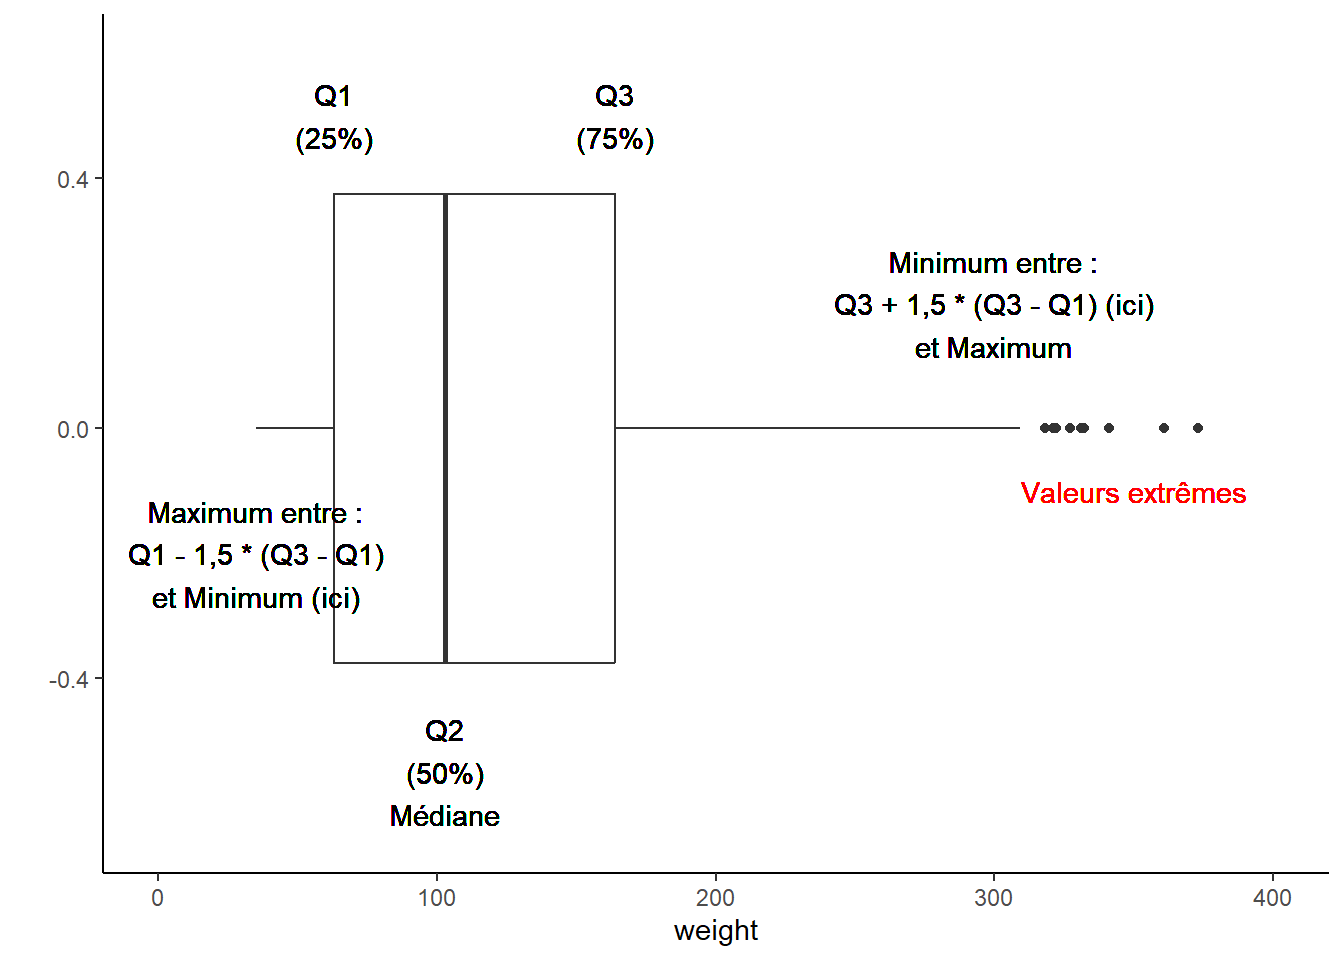 Q1
(25%)
Q3
(75%)
0.4
Minimum entre :
Q3 + 1,5 * (Q3 - Q1) (ici)
et Maximum
0.0
Valeurs extrêmes
Maximum entre :
Q1 - 1,5 * (Q3 - Q1)
et Minimum (ici)
-0.4
Q2
(50%)
Médiane
0
100
200
300
400
weight